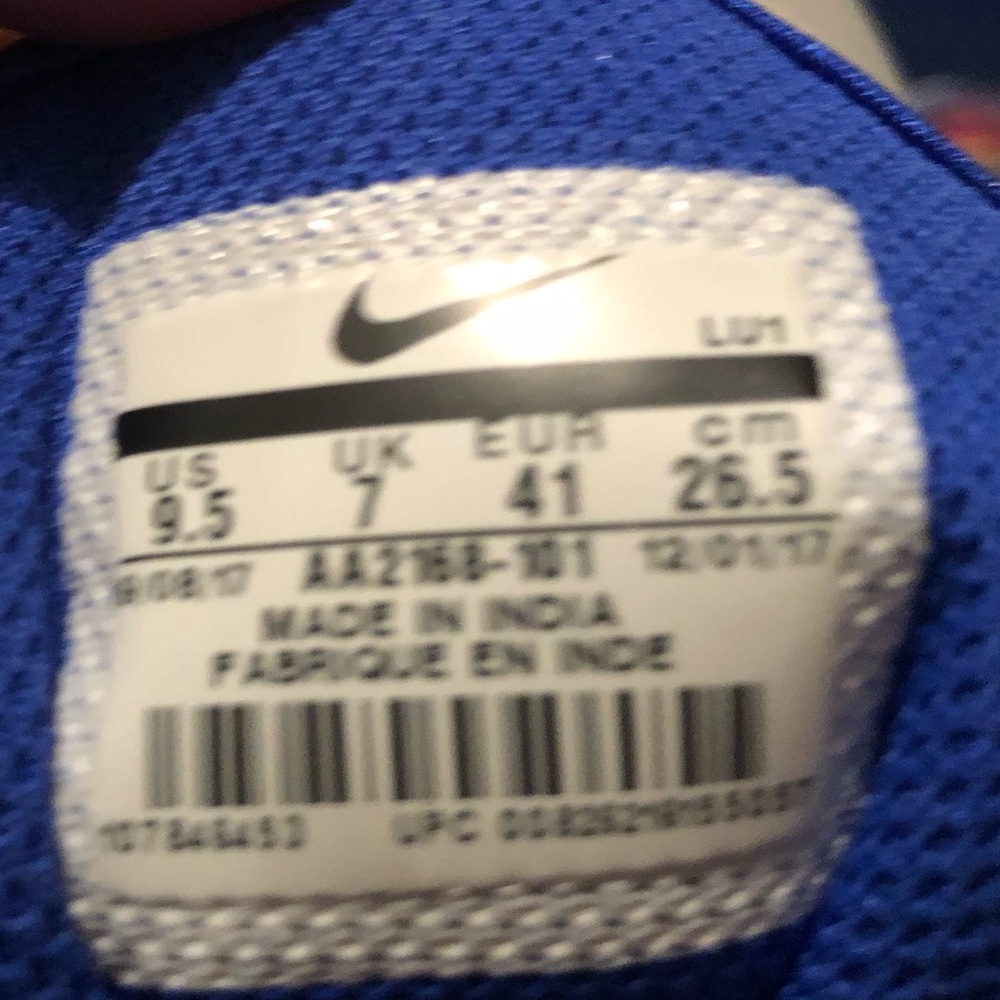 LU1
US UK EUR cm
9.5 7 41 26.5
AA2168-101 12/01/17
MADE IN INDIA
FABRIQUE EN INDE
UPC